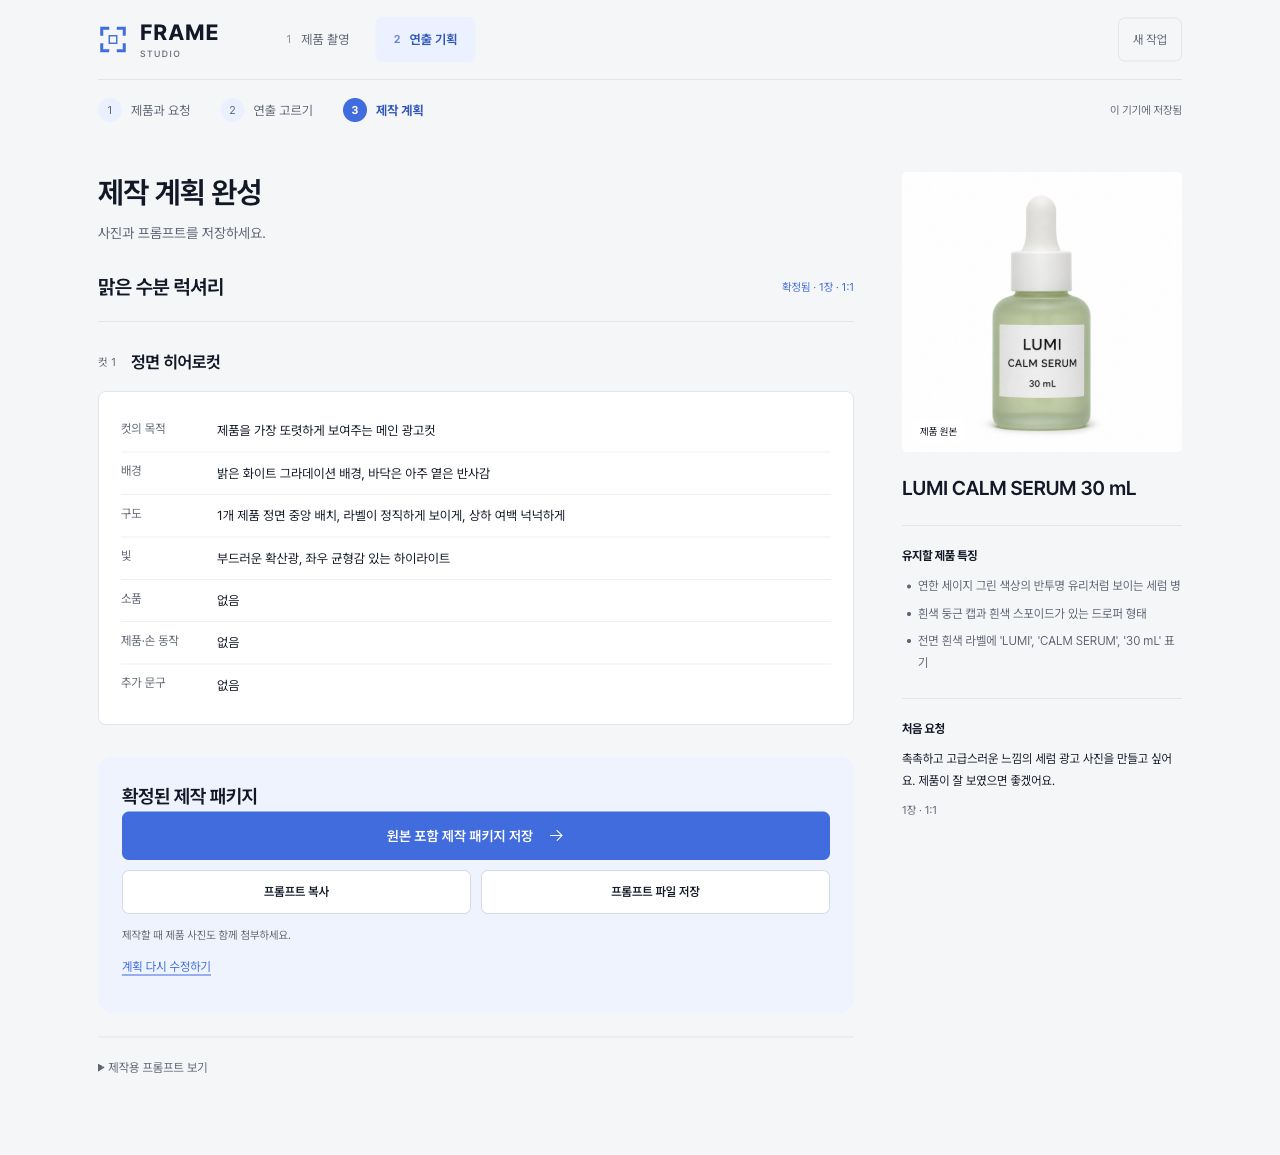 FRAME
STUDIO
1 제품 촬영
2 연출 기획
새 작업
1 제품과 요청
2 연출 고르기
3 제작 계획
이 기기에 저장됨
제작 계획 완성
사진과 프롬프트를 저장하세요.
맑은 수분 럭셔리
확정됨 · 1장 · 1:1
컷 1 정면 히어로컷
컷의 목적 제품을 가장 또렷하게 보여주는 메인 광고컷
배경 밝은 화이트 그라데이션 배경, 바닥은 아주 옅은 반사감
구도 1개 제품 정면 중앙 배치, 라벨이 정직하게 보이게, 상하 여백 넉넉하게
빛 부드러운 확산광, 좌우 균형감 있는 하이라이트
소품 없음
제품·손 동작 없음
추가 문구 없음
확정된 제작 패키지
원본 포함 제작 패키지 저장 →
프롬프트 복사
프롬프트 파일 저장
제작할 때 제품 사진도 함께 첨부하세요.
계획 다시 수정하기
▶ 제작용 프롬프트 보기
LUMI
CALM SERUM
30 mL
제품 원본
LUMI CALM SERUM 30 mL
유지할 제품 특징
• 연한 세이지 그린 색상의 반투명 유리처럼 보이는 세럼 병
• 흰색 둥근 캡과 흰색 스포이드가 있는 드로퍼 형태
• 전면 흰색 라벨에 'LUMI', 'CALM SERUM', '30 mL' 표
기
처음 요청
촉촉하고 고급스러운 느낌의 세럼 광고 사진을 만들고 싶어
요. 제품이 잘 보였으면 좋겠어요.
1장 · 1:1